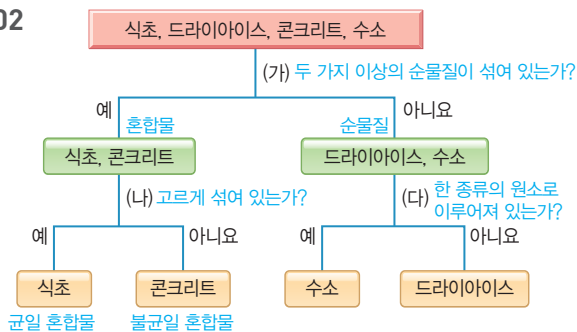 02
식초, 드라이아이스, 콘크리트, 수소
(가) 두 가지 이상의 순물질이 섞여 있는가?
예
아니요
혼합물
순물질
식초, 콘크리트
드라이아이스, 수소
(나) 고르게 섞여 있는가?
(다) 한 종류의 원소로
이루어져 있는가?
예
아니요
예
아니요
식초
콘크리트
수소
드라이아이스
균일 혼합물
불균일 혼합물